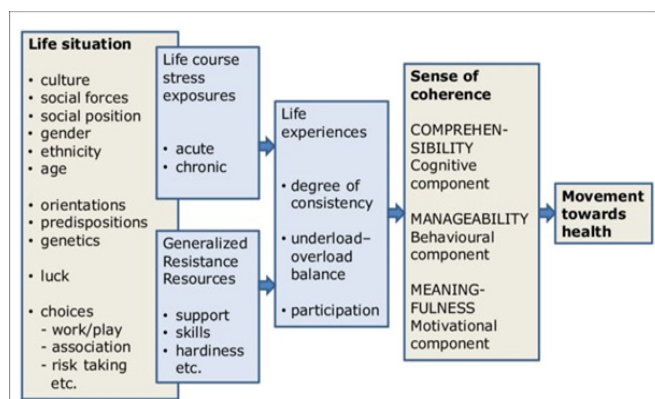 Life situation
• culture
• social forces
• social position
• gender
• ethnicity
• age
• orientations
• predispositions
• genetics
• luck
• choices
- work/play
- association
- risk taking
etc.
Life course
stress
exposures
• acute
• chronic
Generalized
Resistance
Resources
• support
• skills
• hardiness
etc.
Life
experiences
• degree of
consistency
• underload–
overload
balance
• participation
Sense of
coherence
COMPREHEN-
SIBILITY
Cognitive
component
MANAGEABILITY
Behavioural
component
MEANING-
FULNESS
Motivational
component
Movement
towards
health